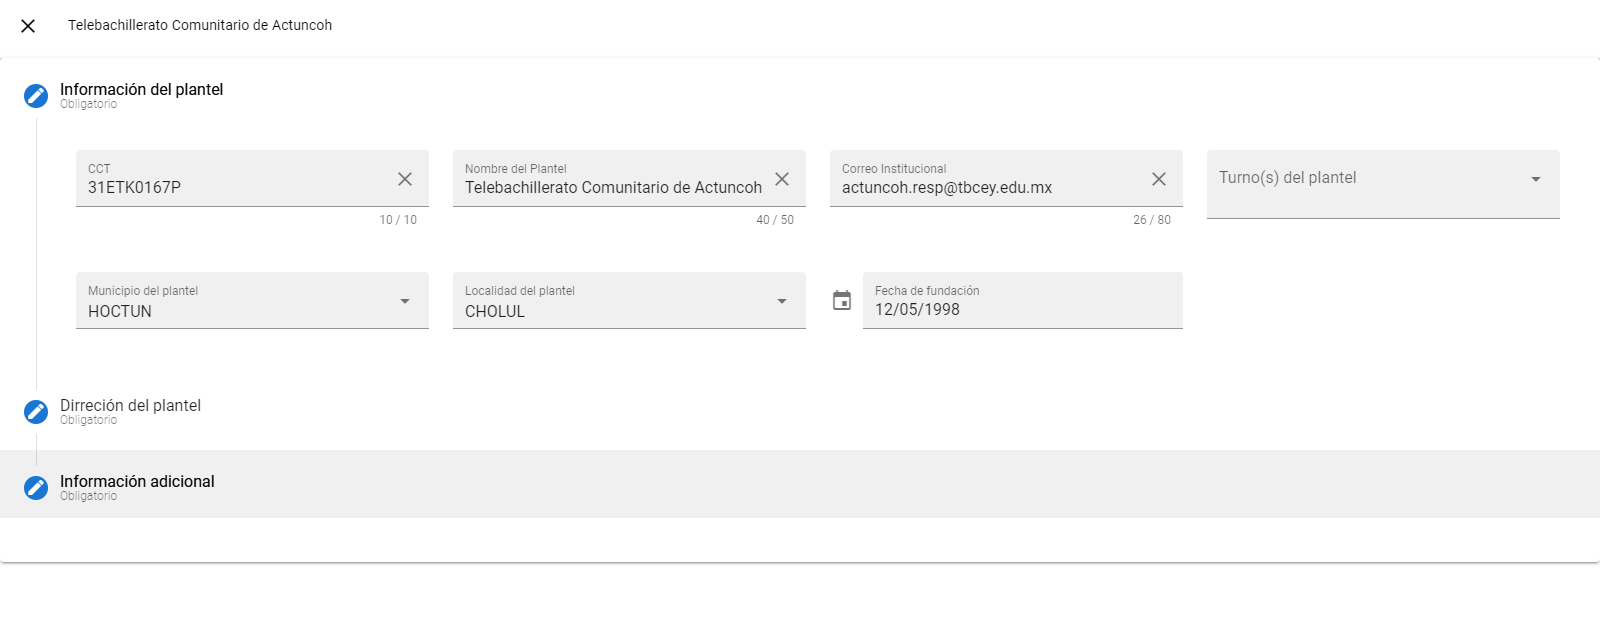 Telebachillerato Comunitario de Actuncoh
Información del plantel
Obligatorio
CCT
31ETK0167P
10 / 10
Nombre del Plantel
Telebachillerato Comunitario de Actuncoh
40 / 50
Correo Institucional
actuncoh.resp@tbcey.edu.mx
26 / 80
Turno(s) del plantel
Municipio del plantel
HOCTUN
Localidad del plantel
CHOLUL
Fecha de fundación
12/05/1998
Dirreción del plantel
Obligatorio
Información adicional
Obligatorio